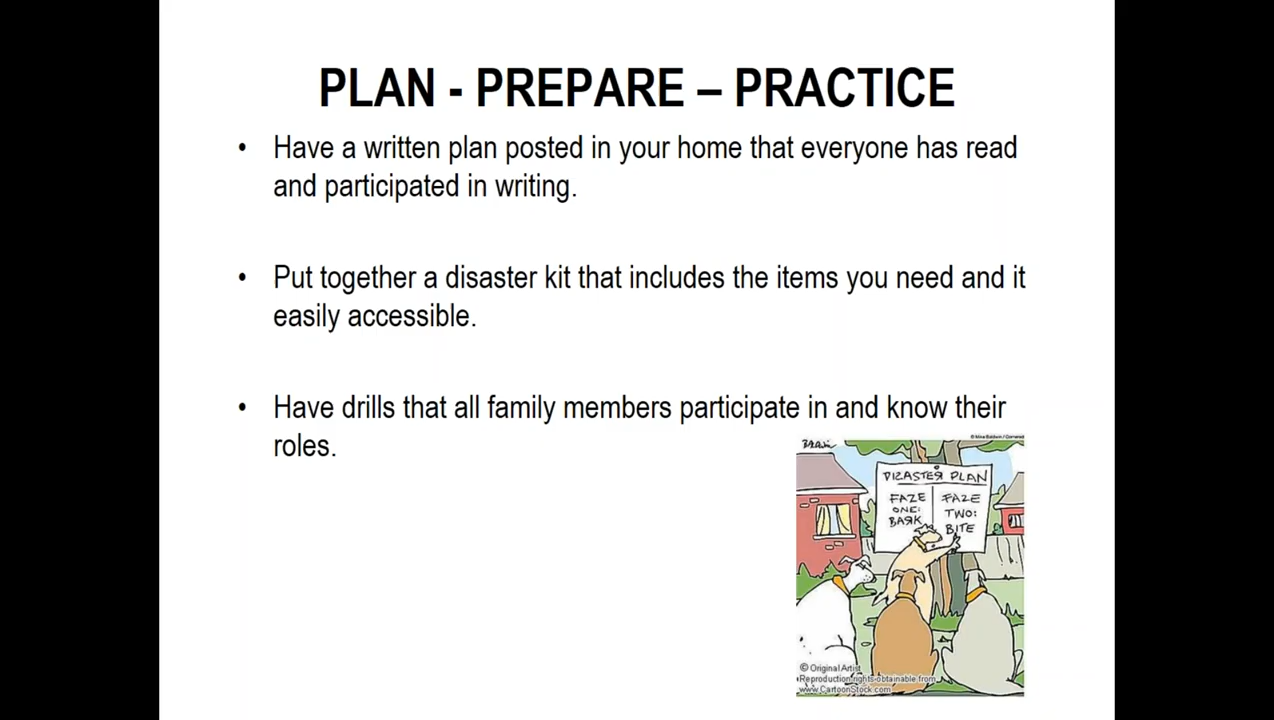 PLAN - PREPARE – PRACTICE
• Have a written plan posted in your home that everyone has read
and participated in writing.
• Put together a disaster kit that includes the items you need and it
easily accessible.
• Have drills that all family members participate in and know their
roles.
DIZASTER PLAN
FAZE
ONE:
BARK
FAZE
TWO:
BITE
© Original Artist
Reproduction rights obtainable from
www.CartoonStock.com